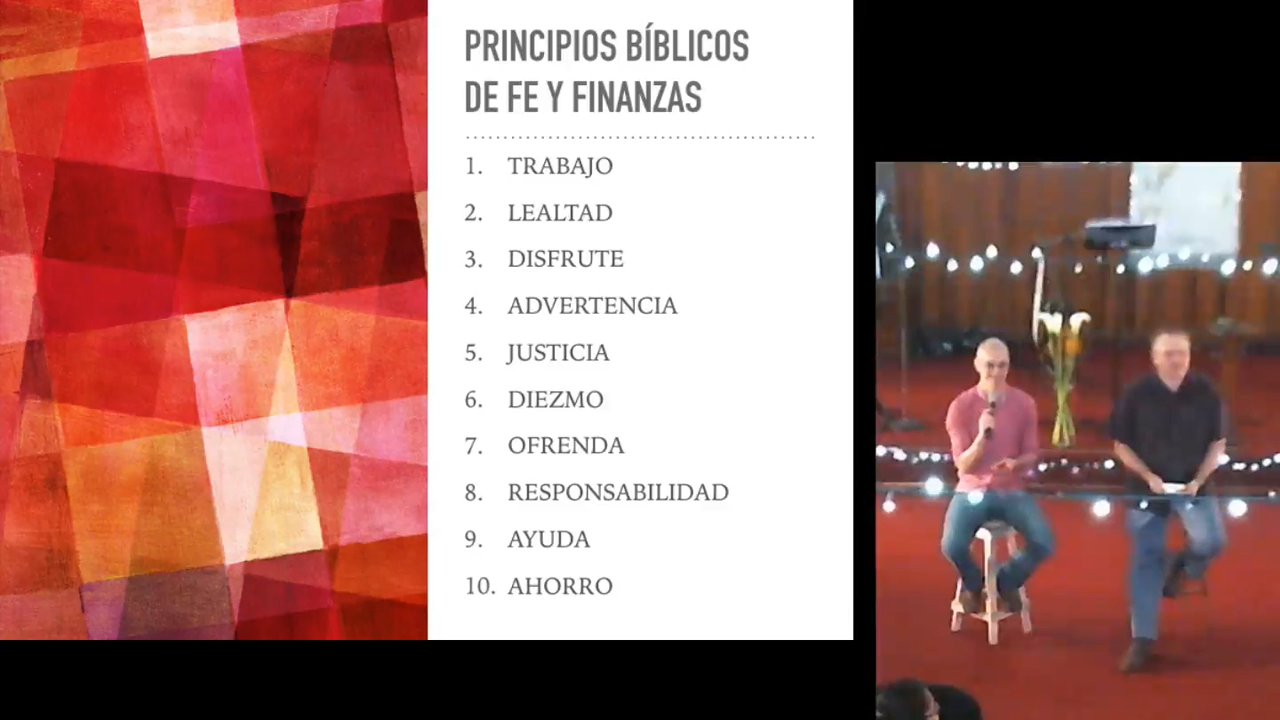 PRINCIPIOS BÍBLICOS
DE FE Y FINANZAS
1. TRABAJO
2. LEALTAD
3. DISFRUTE
4. ADVERTENCIA
5. JUSTICIA
6. DIEZMO
7. OFRENDA
8. RESPONSABILIDAD
9. AYUDA
10. AHORRO